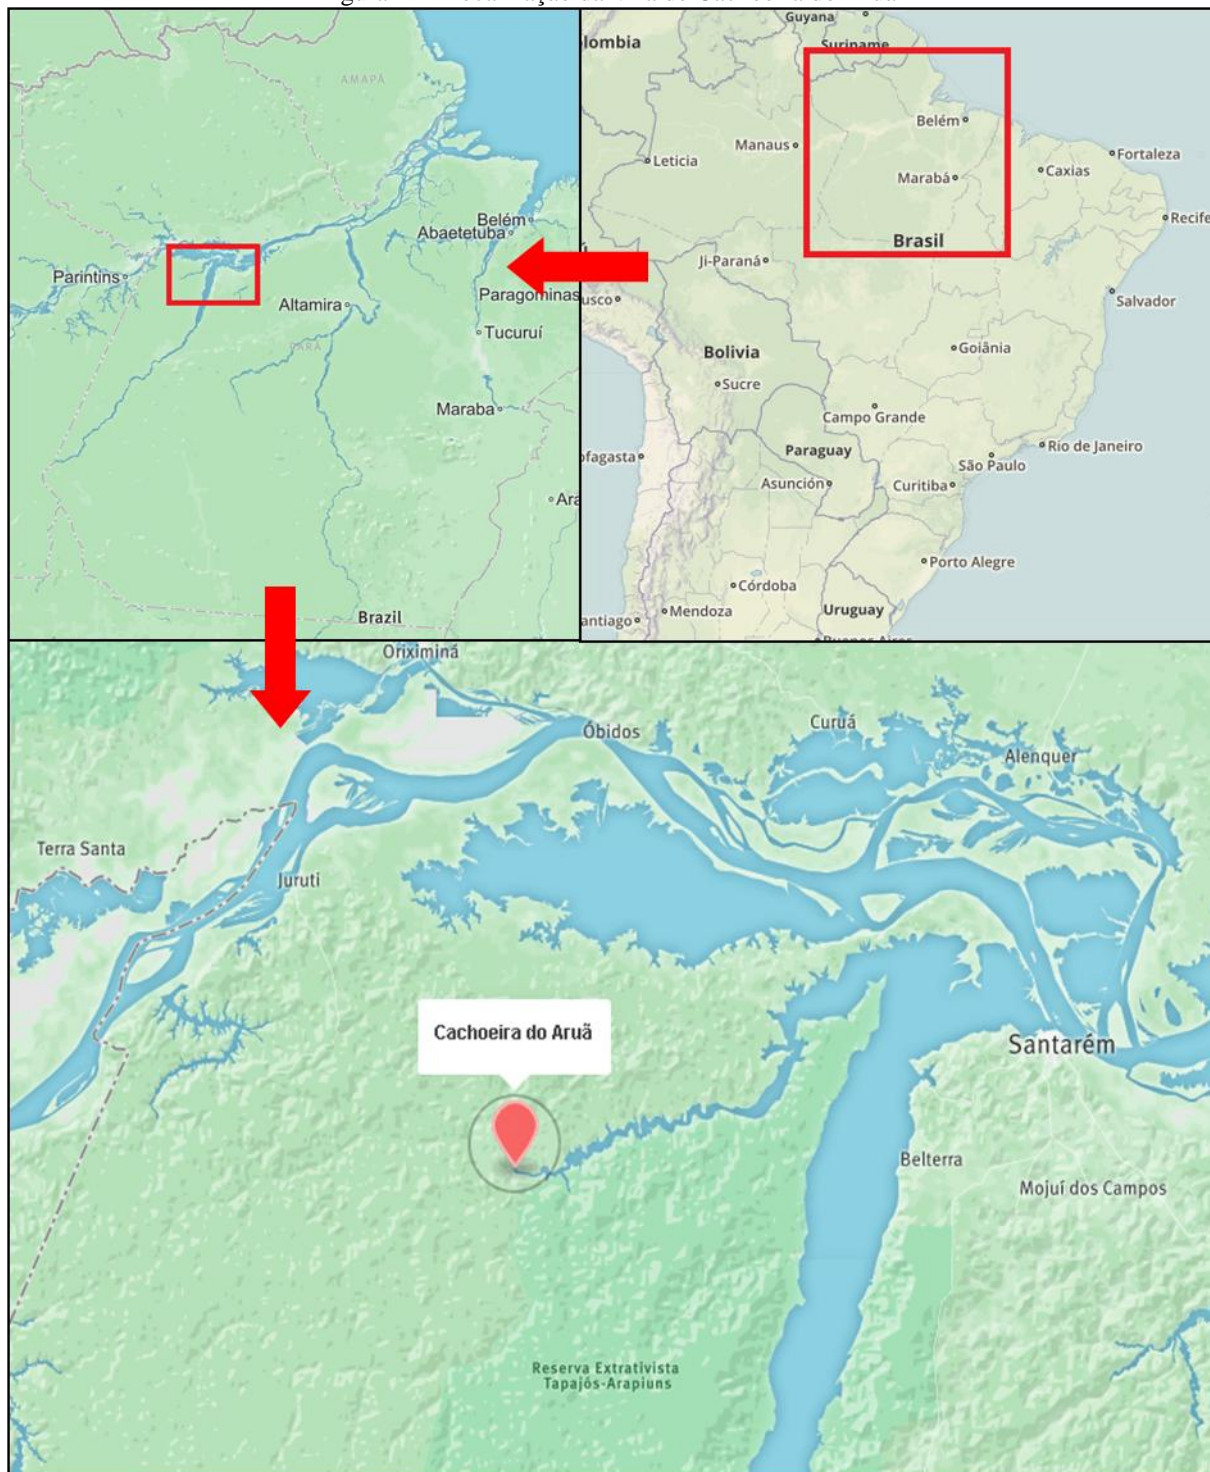 AMAPÁ
Belém
Abaetetuba
Parintins
Altamira
Paragominas
PARÁ
Tucuruí
Maraba
Ara
Brazil
Guyana
lombia
Suriname
Belém
Manaus
Leticia
Fortaleza
Marabá
Caxias
Recife
Brasil
Ji-Paraná
usco
Salvador
Bolivia
Goiânia
Sucre
Campo Grande
Rio de Janeiro
Paraguay
ofagasta
São Paulo
Asunción
Curitiba
Porto Alegre
Córdoba
Mendoza
Uruguay
antiago
Oriximiná
Óbidos
Curuá
Alenquer
Terra Santa
Juruti
Cachoeira do Aruã
Santarém
Belterra
Mojuí dos Campos
Reserva Extrativista
Tapajós-Arapiuns